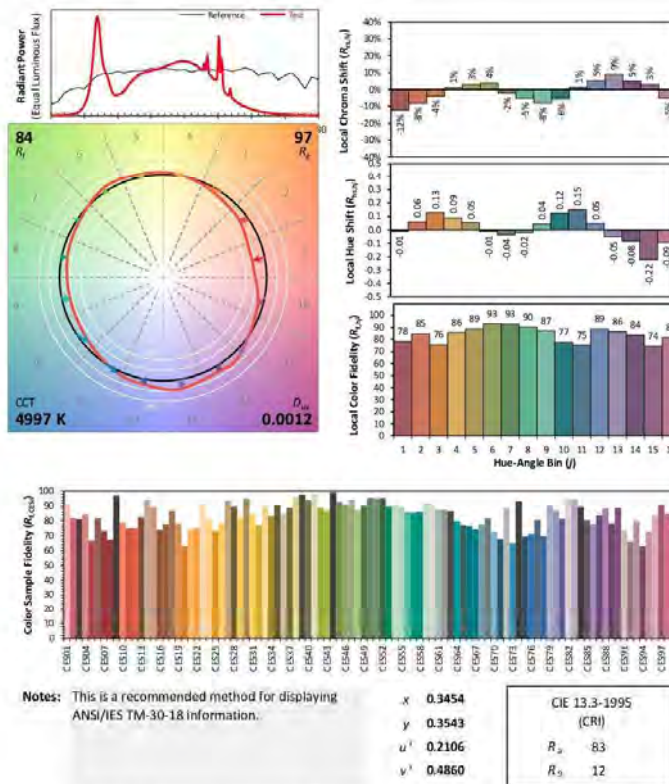 Reference Test
Radiant Power
(Equal Luminous Flux)
84
Rf
97
Rg
CCT
4997 K
Duv
0.0012
Local Chroma Shift (Rcs,hj)
40%
30%
20%
10%
0%
-10%
-20%
-30%
-40%
-12%
-8%
-4%
1%
3%
4%
-2%
-5%
-8%
-6%
1%
5%
9%
5%
3%
Local Hue Shift (Rhs,hj)
0.5
0.4
0.3
0.2
0.1
0.0
-0.1
-0.2
-0.3
-0.4
-0.5
-0.01
0.06
0.13
0.09
0.05
-0.01
-0.04
-0.02
0.04
0.12
0.15
0.05
-0.05
-0.08
-0.22
-0.09
Local Color Fidelity (Rf,hj)
100
90
80
70
60
50
40
30
20
10
0
78 85 76 86 89 93 93 90 87 77 75 89 86 84 74
1 2 3 4 5 6 7 8 9 10 11 12 13 14 15
Hue-Angle Bin (j)
Color Sample Fidelity (Rf,CESi)
100
90
80
70
60
50
40
30
20
10
0
CES01 CES04 CES07 CES10 CES13 CES16 CES19 CES22 CES25 CES28 CES31 CES34 CES37 CES40 CES43 CES46 CES49 CES52 CES55 CES58 CES61 CES64 CES67 CES70 CES73 CES76 CES79 CES82 CES85 CES88 CES91 CES94 CES97
Notes: This is a recommended method for displaying
ANSI/IES TM-30-18 information.
x 0.3454
y 0.3543
u' 0.2106
v' 0.4860
CIE 13.3-1995
(CRI)
Ra 83
R9 12